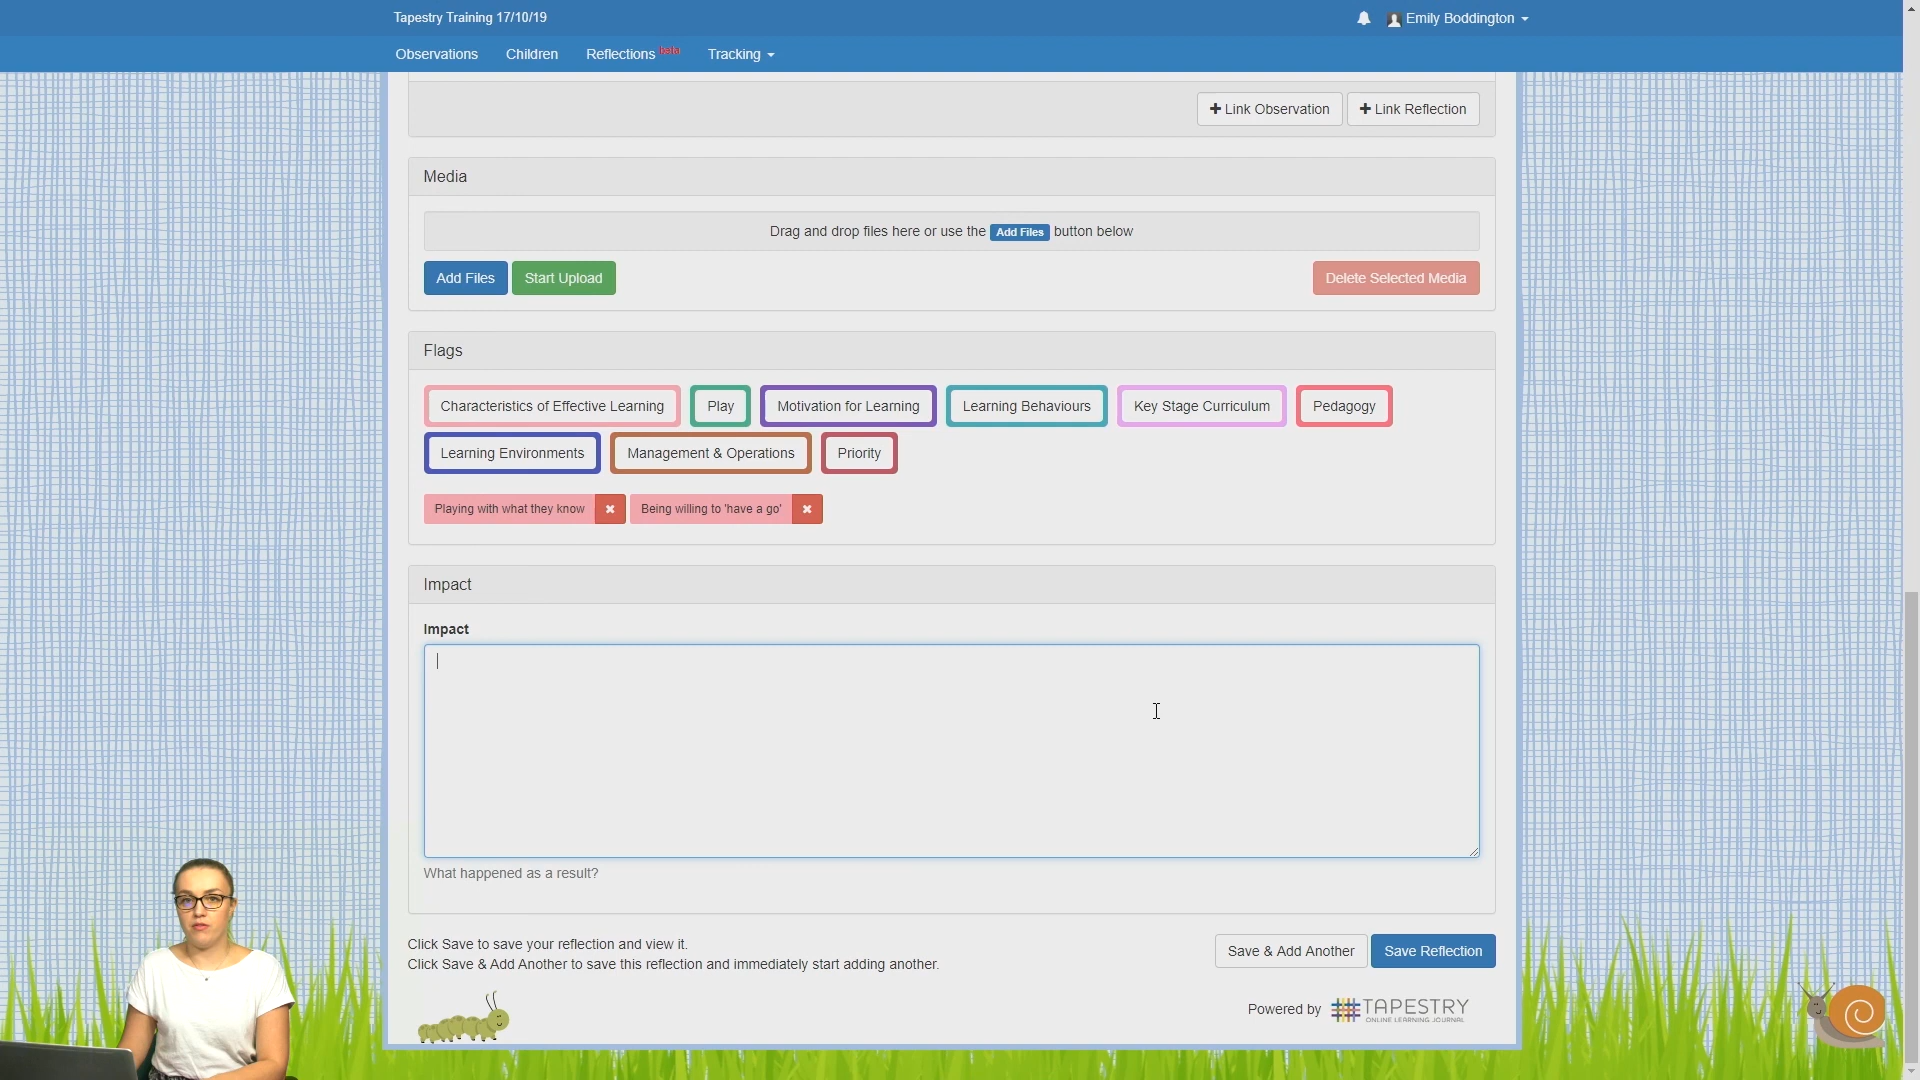 Tapestry Training 17/10/19
Emily Boddington
Observations Children Reflections beta Tracking
Link Observation Link Reflection
Media
Drag and drop files here or use the Add Files button below
Add Files Start Upload Delete Selected Media
Flags
Characteristics of Effective Learning Play Motivation for Learning Learning Behaviours Key Stage Curriculum Pedagogy
Learning Environments Management & Operations Priority
Playing with what they know Being willing to 'have a go'
Impact
Impact
What happened as a result?
Click Save to save your reflection and view it.
Click Save & Add Another to save this reflection and immediately start adding another.
Save & Add Another Save Reflection
Powered by TAPESTRY
ONLINE LEARNING JOURNAL